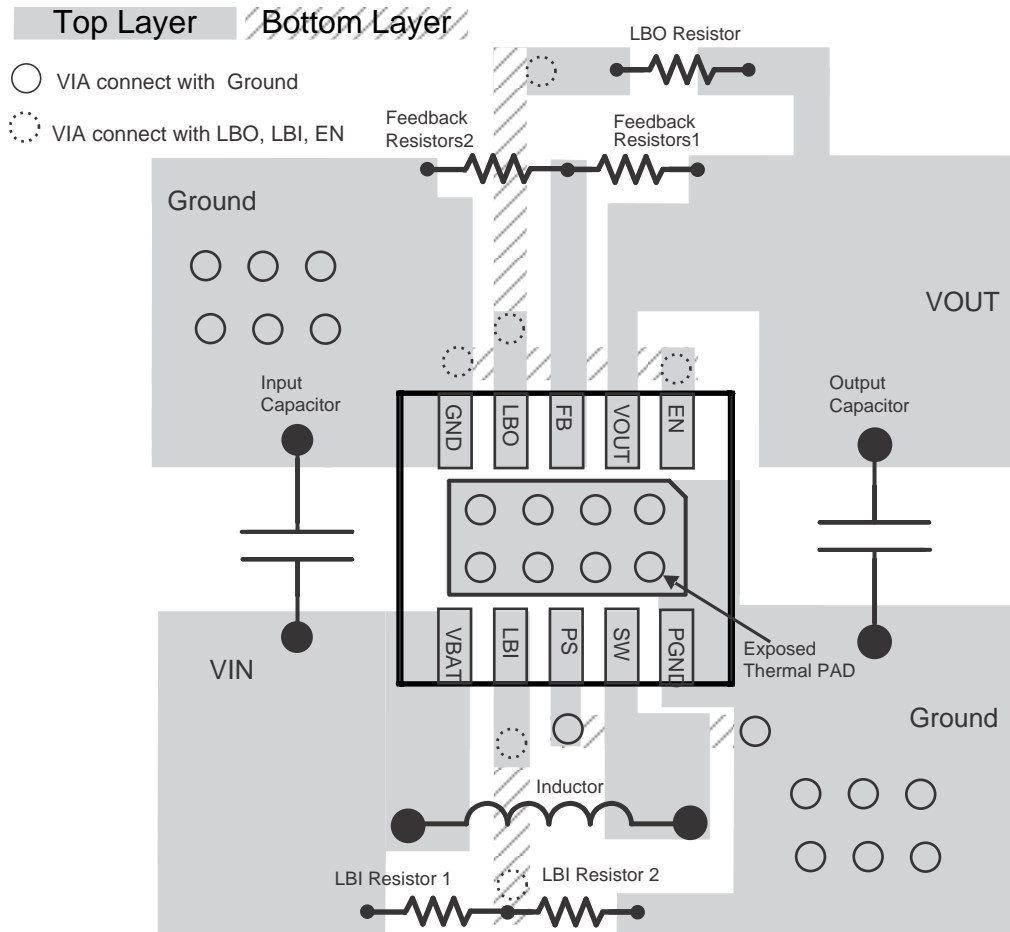 Top Layer
Bottom Layer
VIA connect with Ground
VIA connect with LBO, LBI, EN
LBO Resistor
Feedback
Resistors2
Feedback
Resistors1
Ground
VOUT
Input
Capacitor
Output
Capacitor
GND
LBO
FB
VOUT
EN
VBAT
LBI
PS
SW
PGND
Exposed
Thermal PAD
VIN
Ground
Inductor
LBI Resistor 1
LBI Resistor 2